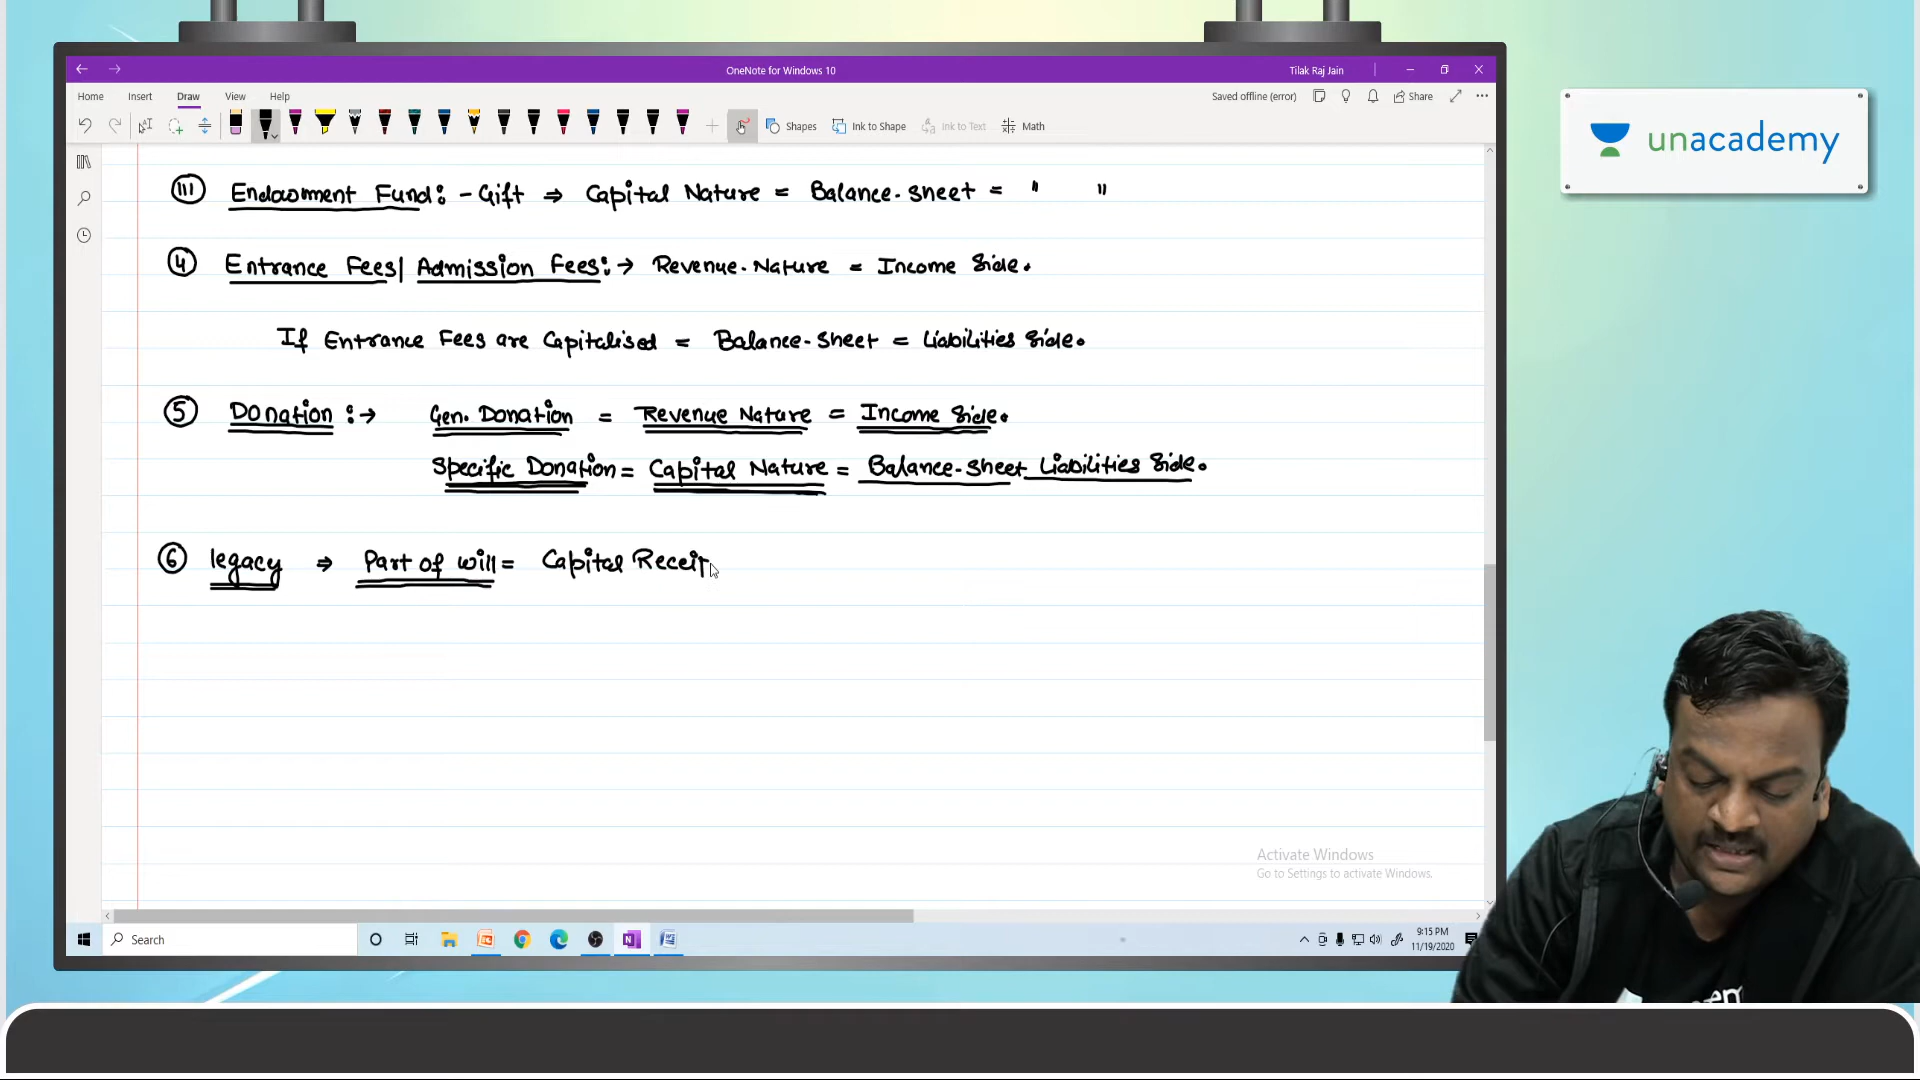 OneNote for Windows 10
Tilak Raj Jain
Home Insert Draw View Help
Saved offline (error)
Share
Shapes
Ink to Shape
Ink to Text
Math
unacademy
III Endowment Fund:- Gift ⇒ Capital Nature = Balance-sheet = " "
4 Entrance Fees| Admission Fees:→ Revenue-Nature = Income Side.
If Entrance Fees are Capitalised = Balance-sheet = Liabilities Side.
5 Donation:→ Gen. Donation = Revenue Nature = Income Side.
Specific Donation = Capital Nature = Balance-sheet Liabilities Side.
6 legacy ⇒ Part of will = Capital Receip
Activate Windows
Go to Settings to activate Windows.
Search
9:15 PM
11/19/2020